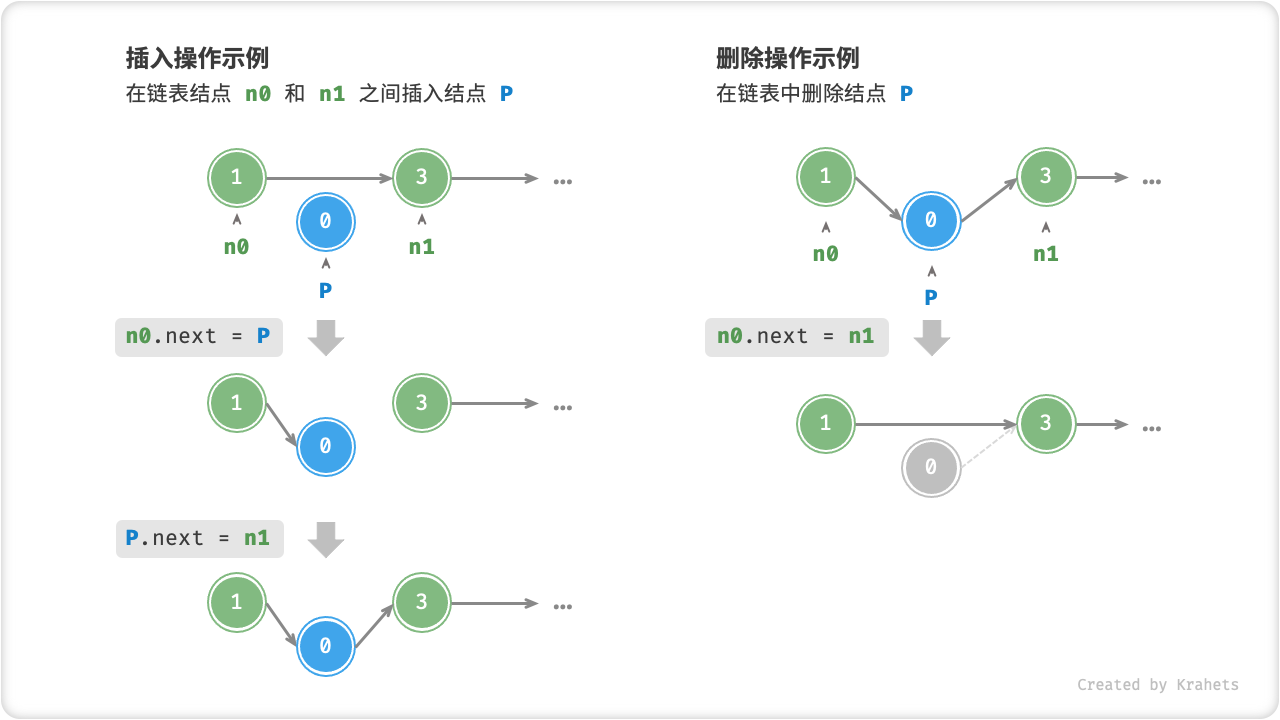 插入操作示例
在链表结点 n0 和 n1 之间插入结点 P
1 3 ...
0
n0 n1
P
n0.next = P
1 3 ...
0
P.next = n1
1 3 ...
0
删除操作示例
在链表中删除结点 P
1 3 ...
0
n0 n1
P
n0.next = n1
1 3 ...
0
Created by Krahets